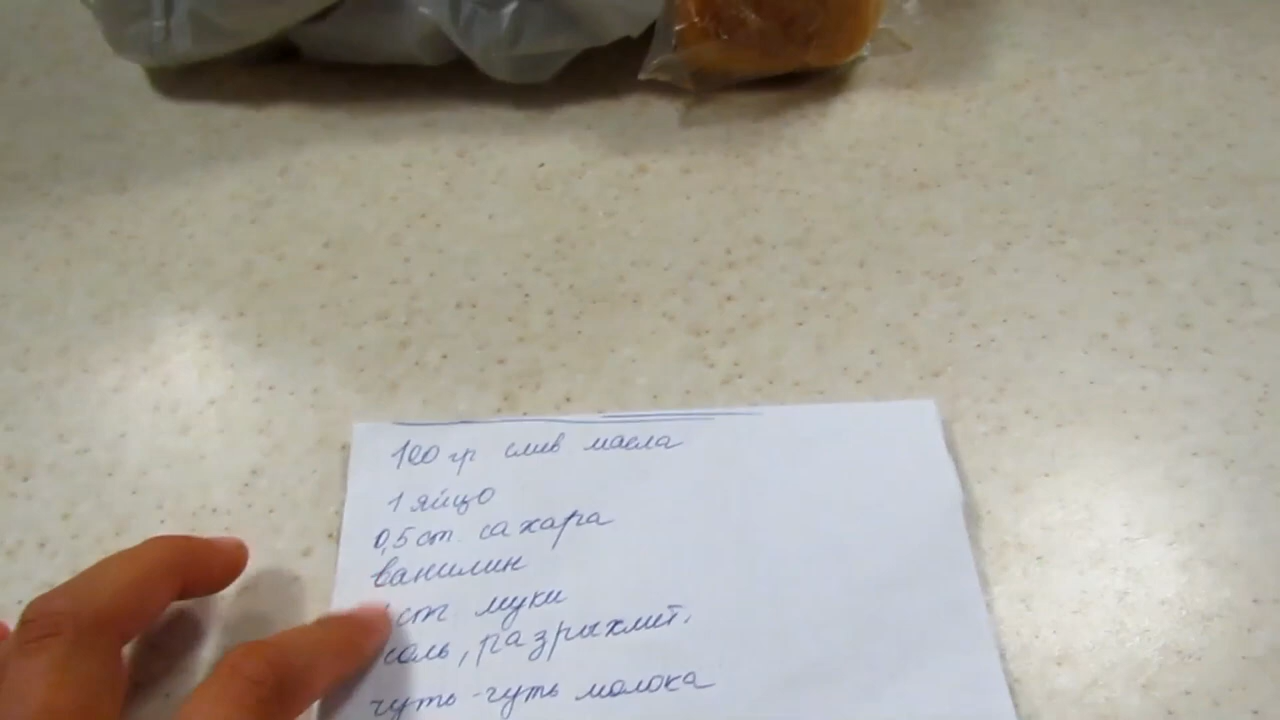 100 гр слив масла
1 яйцо
0,5 ст. сахара
ванилин
ст муки
соль, разрыхлит.
чуть-чуть молока